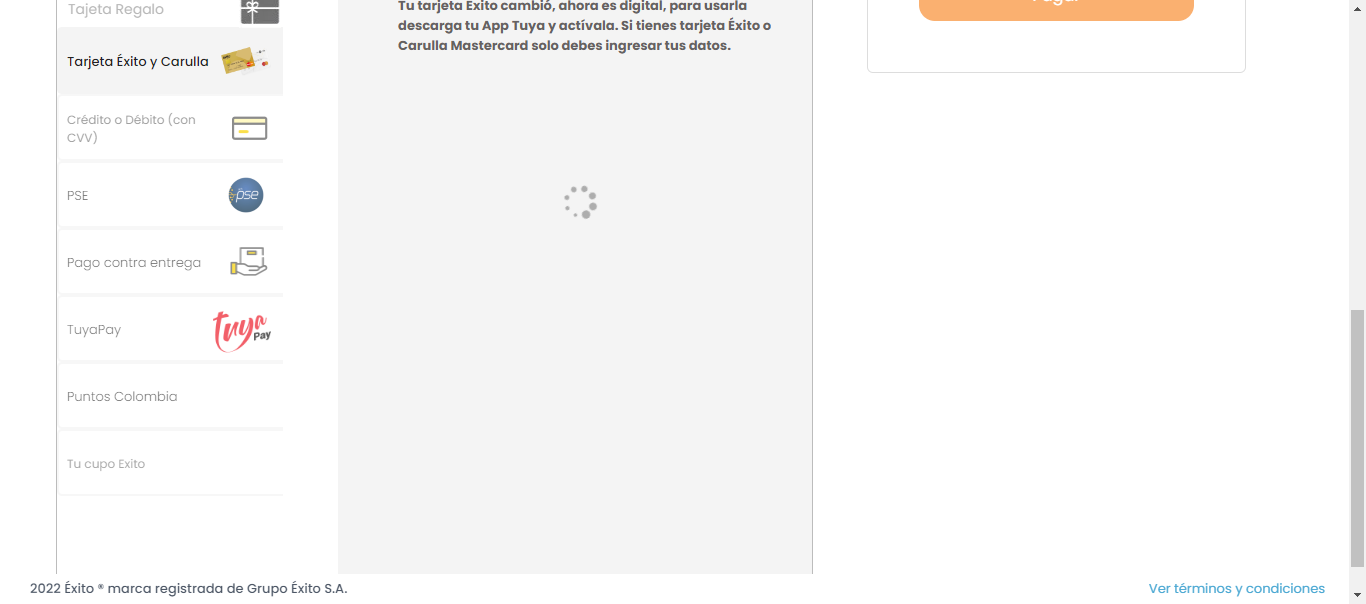 Tajeta Regalo
Tarjeta Éxito y Carulla
Crédito o Débito (con
CVV)
PSE
pse
Pago contra entrega
TuyaPay
tuya
Pay
Puntos Colombia
Tu cupo Exito
Tu tarjeta Éxito cambió, ahora es digital, para usarla
descarga tu App Tuya y actívala. Si tienes tarjeta Éxito o
Carulla Mastercard solo debes ingresar tus datos.
Pagar
2022 Éxito ® marca registrada de Grupo Éxito S.A.
Ver términos y condiciones